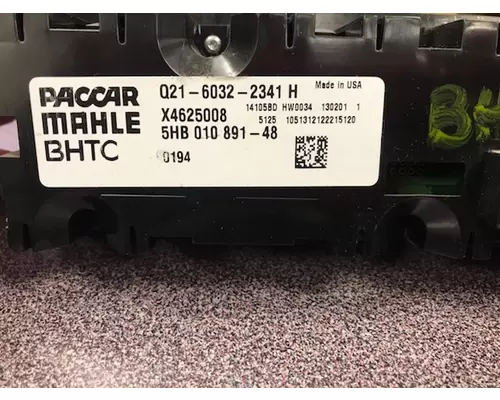 PACCAR
MAHLE
BHTC
Q21-6032-2341 H
Made in USA
14105BD HW0034 130201 1
X4625008
5125 1051312122215120
5HB 010 891-48
0194